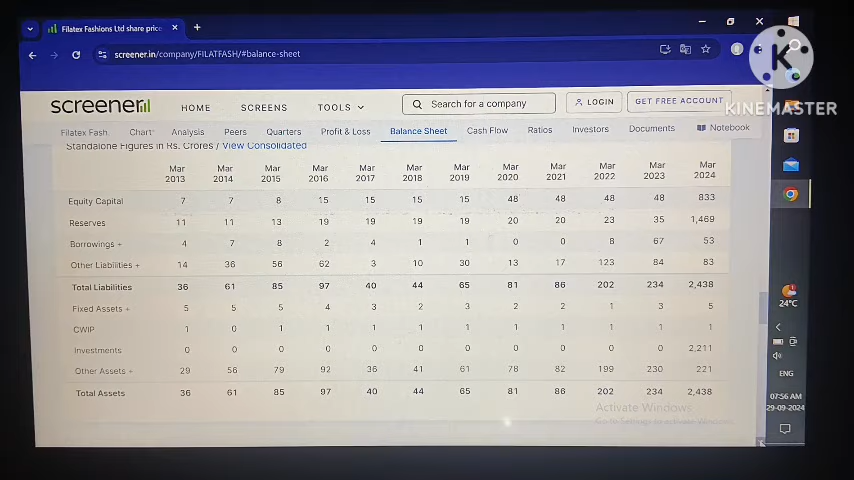 Filatex Fashions Ltd share price
screener.in/company/FILATFASH/#balance-sheet
KINEMASTER
screener
HOME SCREENS TOOLS Search for a company LOGIN GET FREE ACCOUNT
Filatex Fash. Chart Analysis Peers Quarters Profit & Loss Balance Sheet Cash Flow Ratios Investors Documents Notebook
Standalone Figures in Rs. Crores / View Consolidated
Mar Mar Mar Mar Mar Mar Mar Mar Mar Mar Mar Mar
2013 2014 2015 2016 2017 2018 2019 2020 2021 2022 2023 2024
Equity Capital 7 7 8 15 15 15 15 48 48 48 48 833
Reserves 11 11 13 19 19 19 19 20 20 23 35 1,469
Borrowings + 4 7 8 2 4 1 1 0 0 8 67 53
Other Liabilities + 14 36 56 62 3 10 30 13 17 123 84 83
Total Liabilities 36 61 85 97 40 44 65 81 86 202 234 2,438
Fixed Assets + 5 5 5 4 3 2 3 2 2 1 3 5
CWIP 1 0 1 1 1 1 1 1 1 1 1 1
Investments 0 0 0 0 0 0 0 0 0 0 0 2,211
Other Assets + 29 56 79 92 36 41 61 78 82 199 230 221
Total Assets 36 61 85 97 40 44 65 81 86 202 234 2,438
Activate Windows
Go to Settings to activate Windows.
24°C
ENG
07:56 AM
29-09-2024